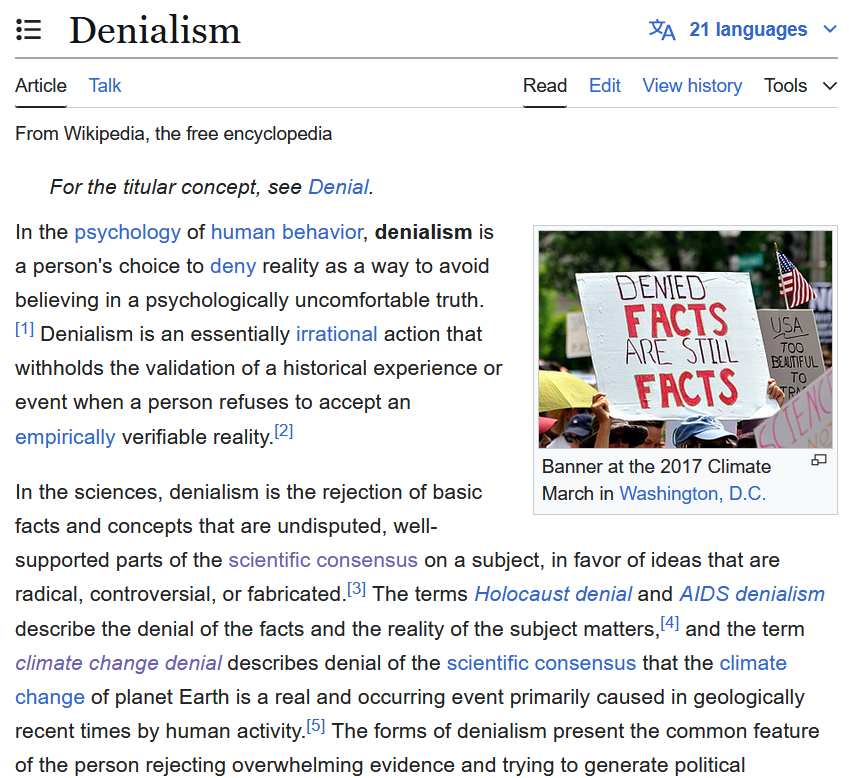 Denialism
21 languages
Article Talk Read Edit View history Tools
From Wikipedia, the free encyclopedia
For the titular concept, see Denial.
In the psychology of human behavior, denialism is
a person's choice to deny reality as a way to avoid
believing in a psychologically uncomfortable truth.
[1] Denialism is an essentially irrational action that
withholds the validation of a historical experience or
event when a person refuses to accept an
empirically verifiable reality.[2]
DENIED
FACTS
ARE STILL
FACTS
USA
TOO
BEAUTIFUL
TO
Banner at the 2017 Climate
March in Washington, D.C.
In the sciences, denialism is the rejection of basic
facts and concepts that are undisputed, well-
supported parts of the scientific consensus on a subject, in favor of ideas that are
radical, controversial, or fabricated.[3] The terms Holocaust denial and AIDS denialism
describe the denial of the facts and the reality of the subject matters,[4] and the term
climate change denial describes denial of the scientific consensus that the climate
change of planet Earth is a real and occurring event primarily caused in geologically
recent times by human activity.[5] The forms of denialism present the common feature
of the person rejecting overwhelming evidence and trying to generate political